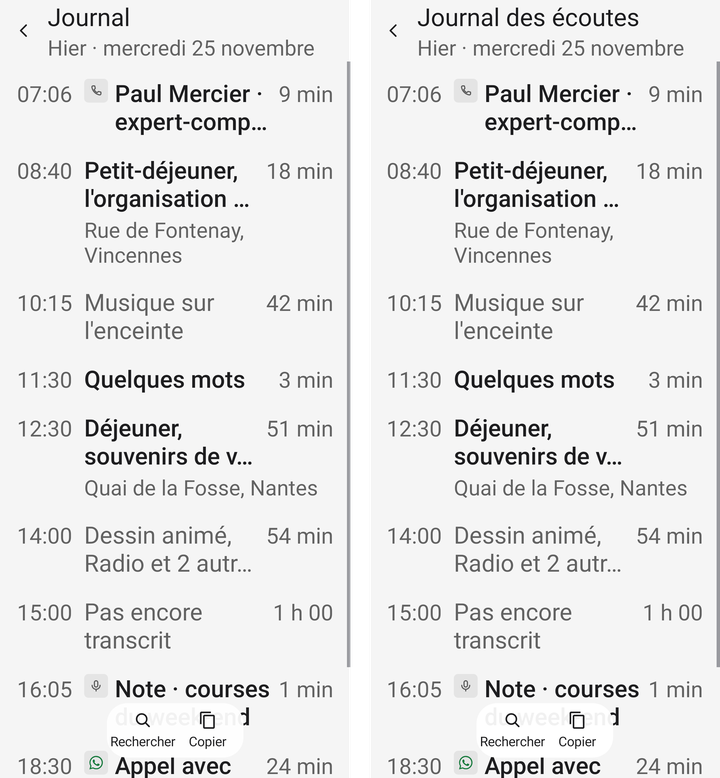 Journal
Hier · mercredi 25 novembre
07:06 Paul Mercier · 9 min
expert-comp...
08:40 Petit-déjeuner, 18 min
l'organisation ...
Rue de Fontenay,
Vincennes
10:15 Musique sur 42 min
l'enceinte
11:30 Quelques mots 3 min
12:30 Déjeuner, 51 min
souvenirs de v...
Quai de la Fosse, Nantes
14:00 Dessin animé, 54 min
Radio et 2 autr...
15:00 Pas encore 1 h 00
transcrit
16:05 Note · courses 1 min
du week-end
Rechercher Copier
18:30 Appel avec 24 min
Journal des écoutes
Hier · mercredi 25 novembre
07:06 Paul Mercier · 9 min
expert-comp...
08:40 Petit-déjeuner, 18 min
l'organisation ...
Rue de Fontenay,
Vincennes
10:15 Musique sur 42 min
l'enceinte
11:30 Quelques mots 3 min
12:30 Déjeuner, 51 min
souvenirs de v...
Quai de la Fosse, Nantes
14:00 Dessin animé, 54 min
Radio et 2 autr...
15:00 Pas encore 1 h 00
transcrit
16:05 Note · courses 1 min
du week-end
Rechercher Copier
18:30 Appel avec 24 min